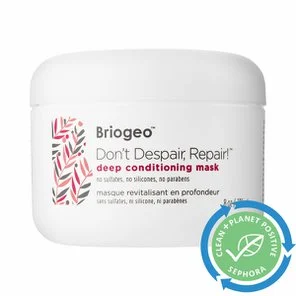 Briogeo™
Don't Despair, Repair!™
deep conditioning mask
no sulfates, no silicones, no parabens
masque revitalisant en profondeur
sans sulfates, ni silicone, ni parabènes
CLEAN + PLANET POSITIVE
SEPHORA